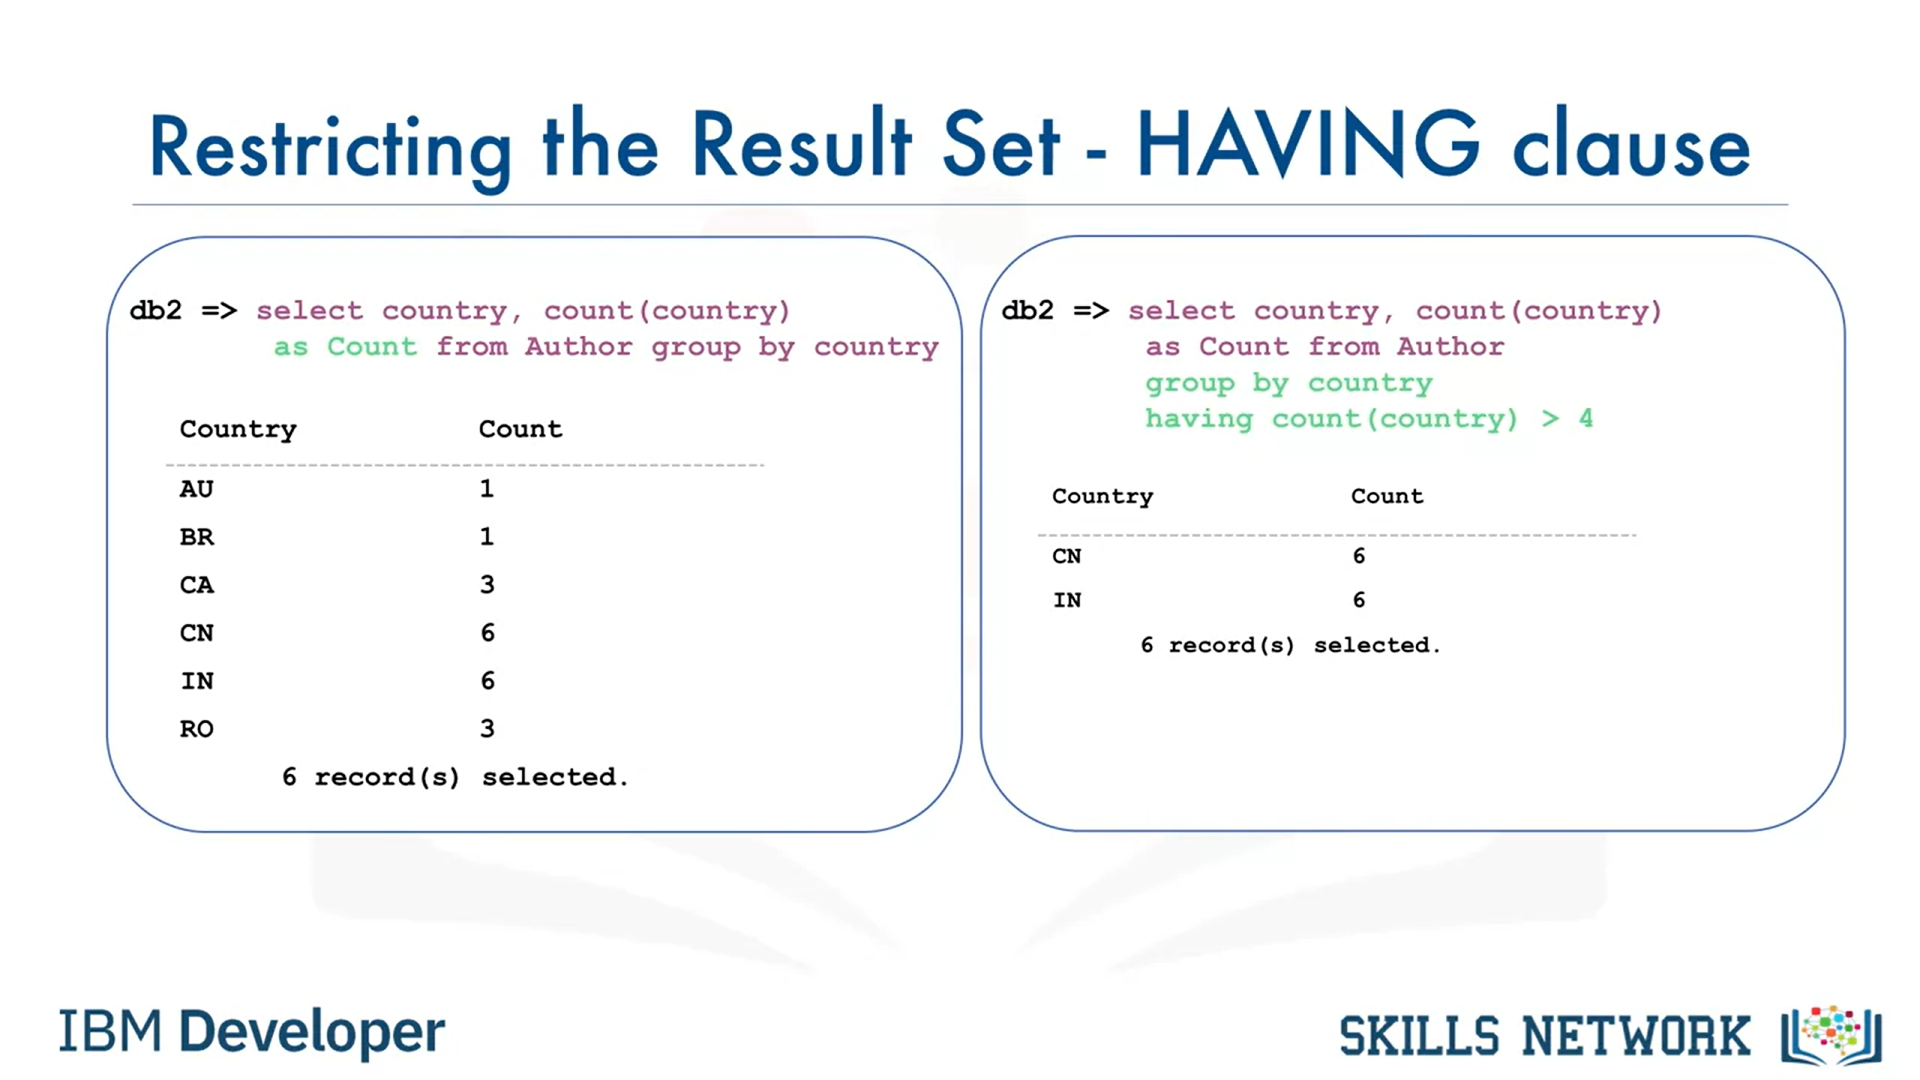 Restricting the Result Set - HAVING clause
db2 => select country, count(country)
as Count from Author group by country
Country Count
AU 1
BR 1
CA 3
CN 6
IN 6
RO 3
6 record(s) selected.
db2 => select country, count(country)
as Count from Author
group by country
having count(country) > 4
Country Count
CN 6
IN 6
6 record(s) selected.
IBM Developer
SKILLS NETWORK